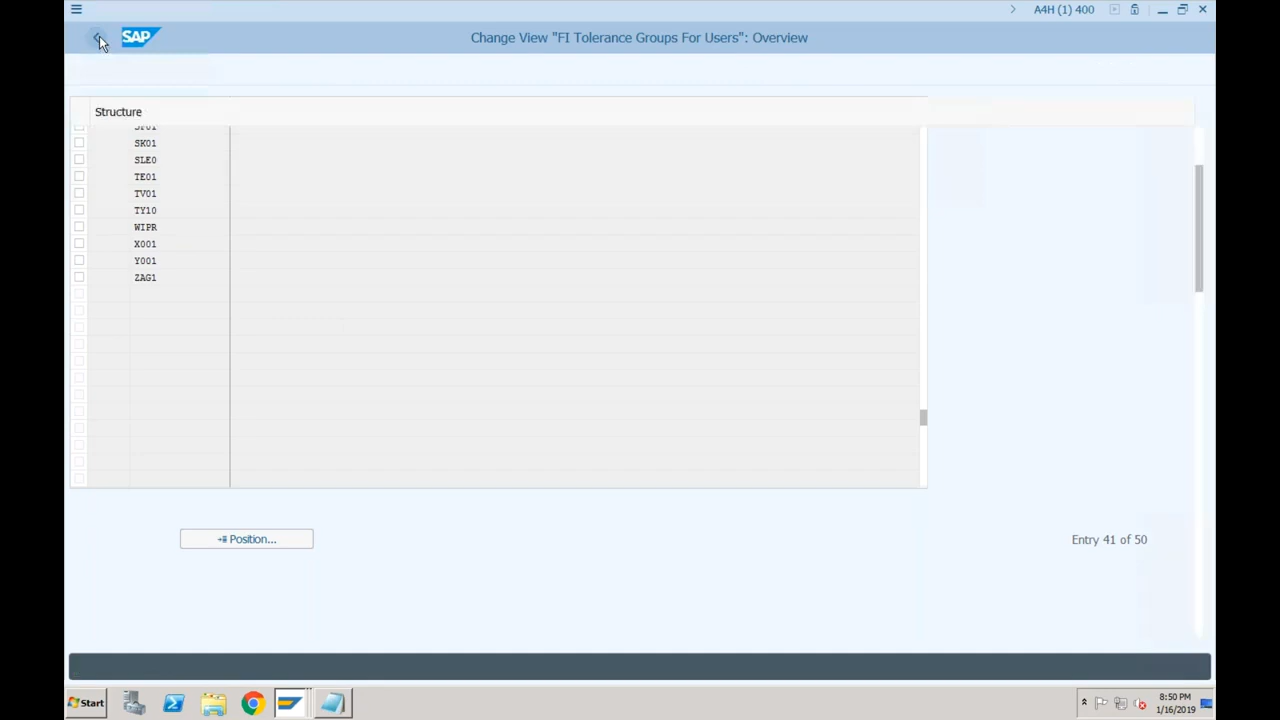 A4H (1) 400
SAP
Change View "FI Tolerance Groups For Users": Overview
Structure
SK01
SLE0
TE01
TV01
TY10
WIPR
X001
Y001
ZAG1
Position...
Entry 41 of 50
Start
8:50 PM
1/16/2019